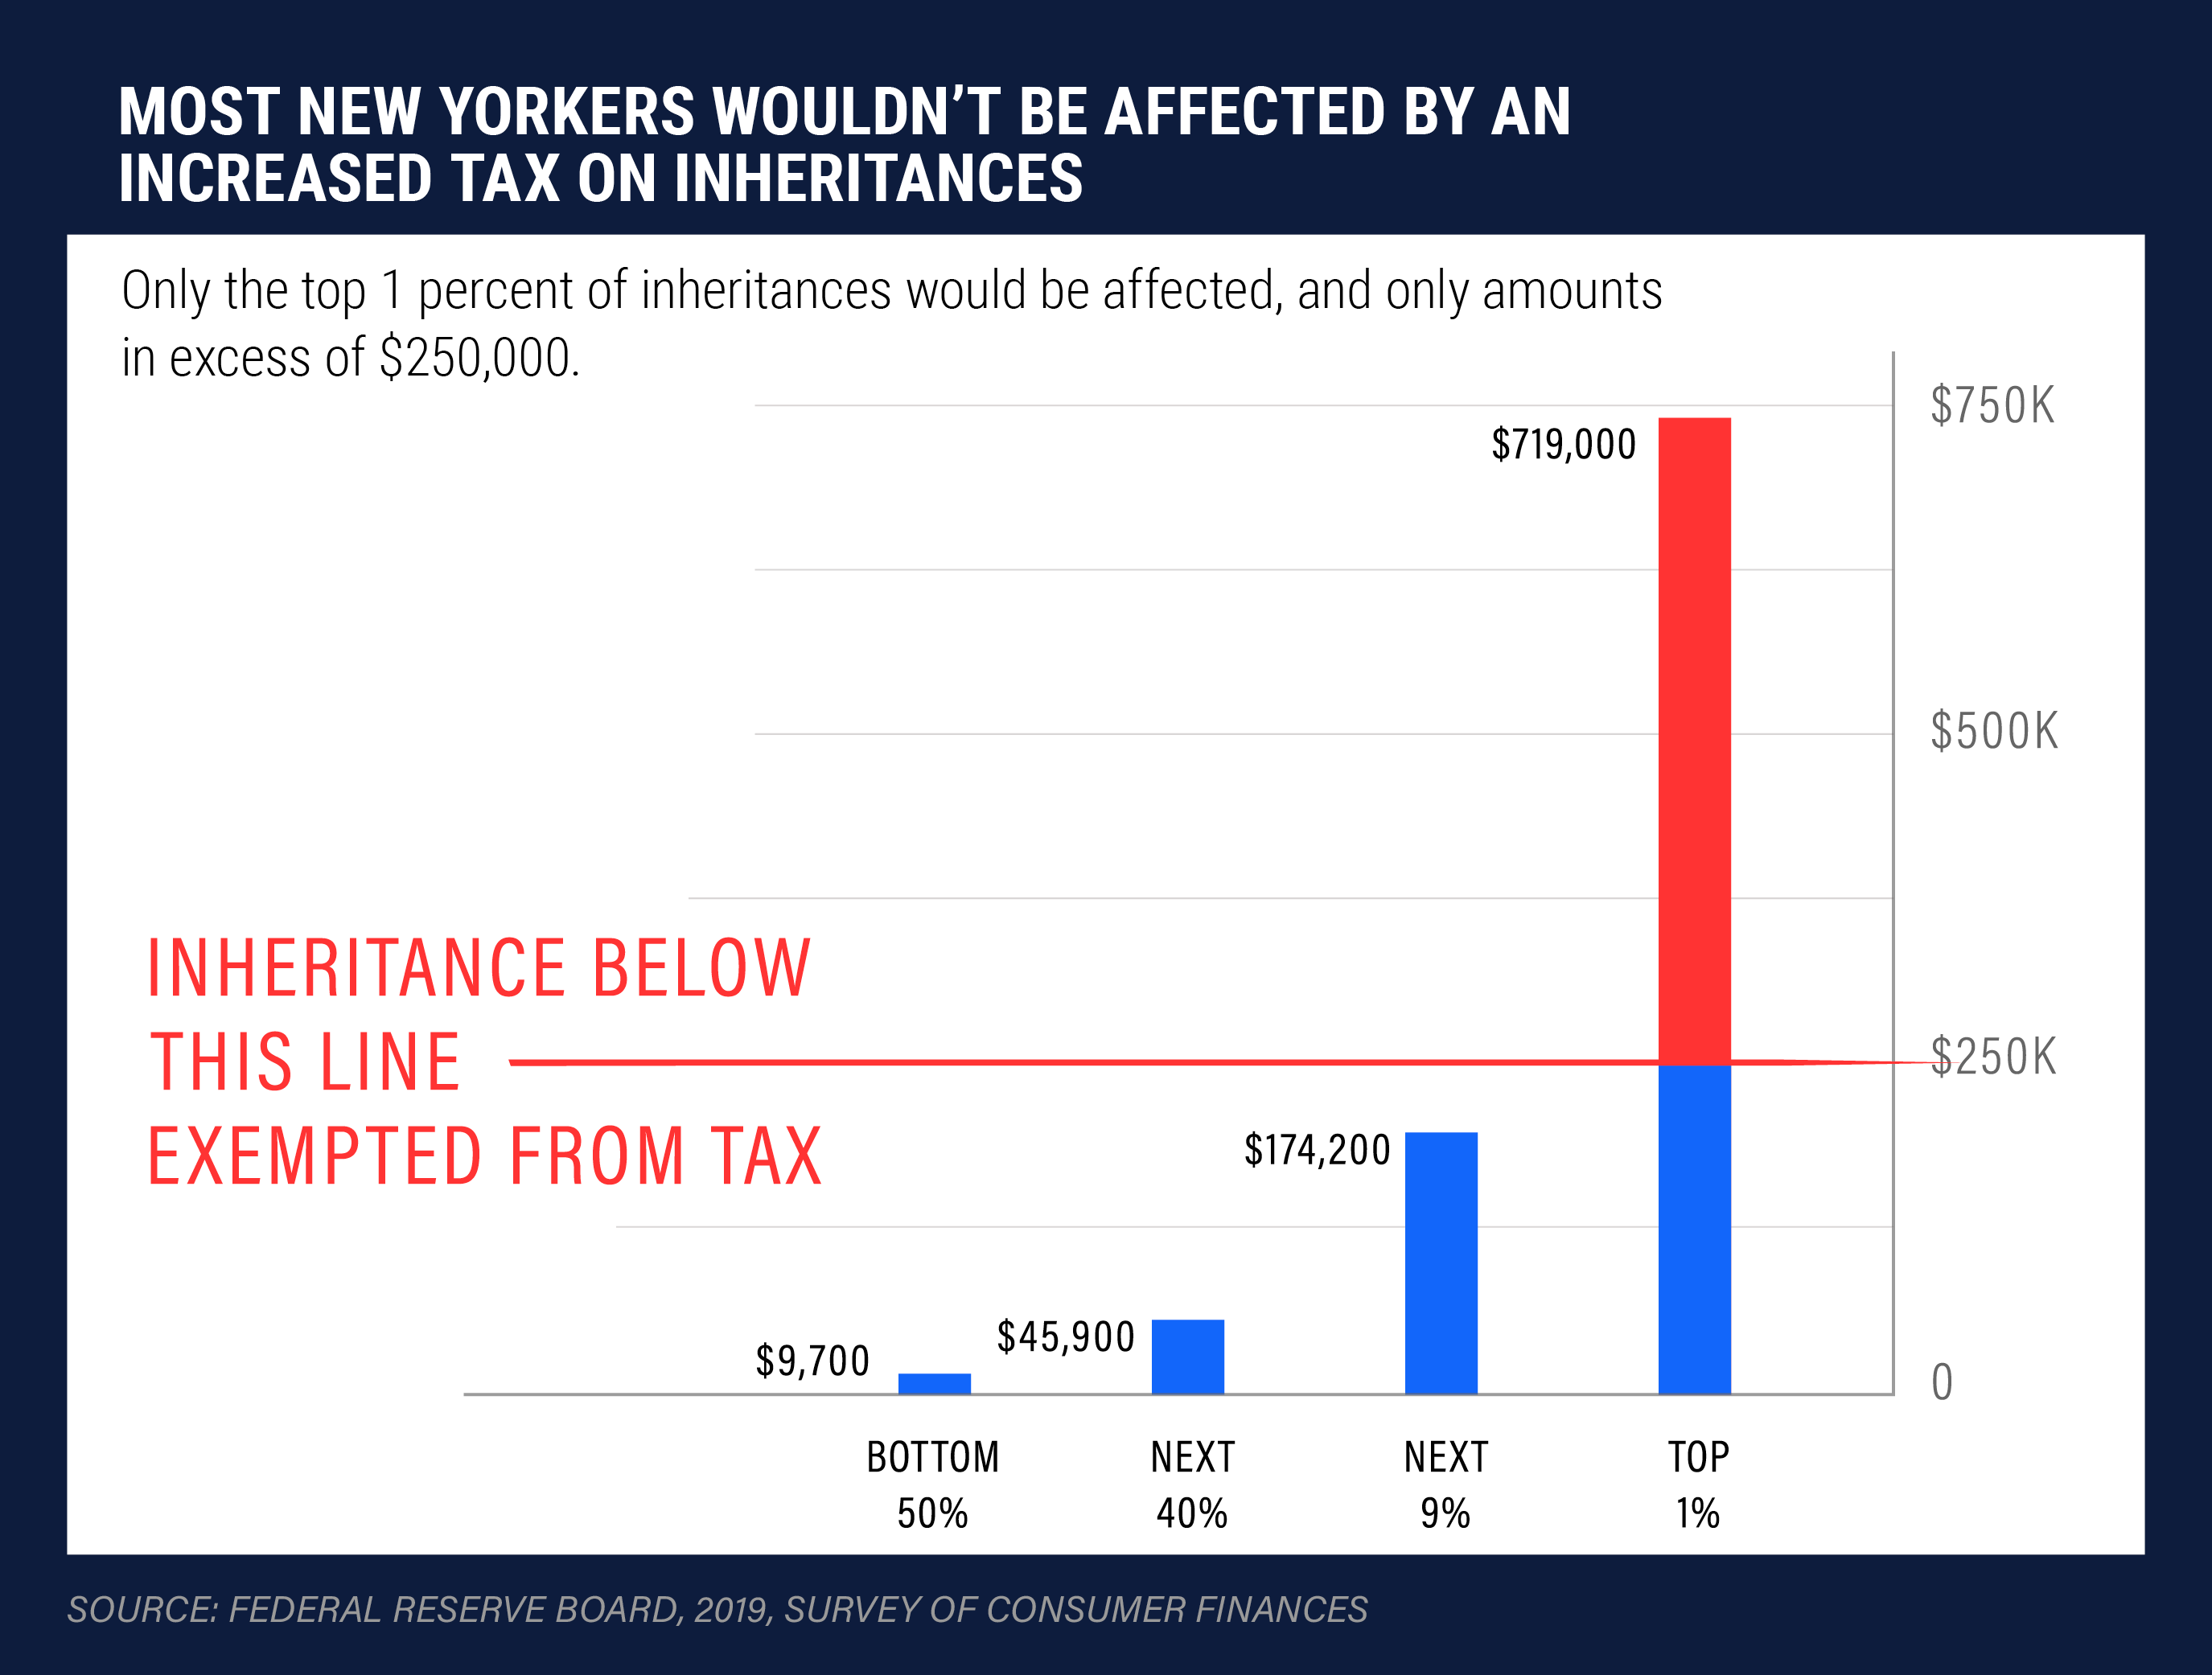 MOST NEW YORKERS WOULDN'T BE AFFECTED BY AN
INCREASED TAX ON INHERITANCES
Only the top 1 percent of inheritances would be affected, and only amounts
in excess of $250,000.
$750K
$719,000
$500K
INHERITANCE BELOW
THIS LINE
$250K
EXEMPTED FROM TAX
$174,200
$45,900
$9,700
0
BOTTOM
50%
NEXT
40%
NEXT
9%
TOP
1%
SOURCE: FEDERAL RESERVE BOARD, 2019, SURVEY OF CONSUMER FINANCES